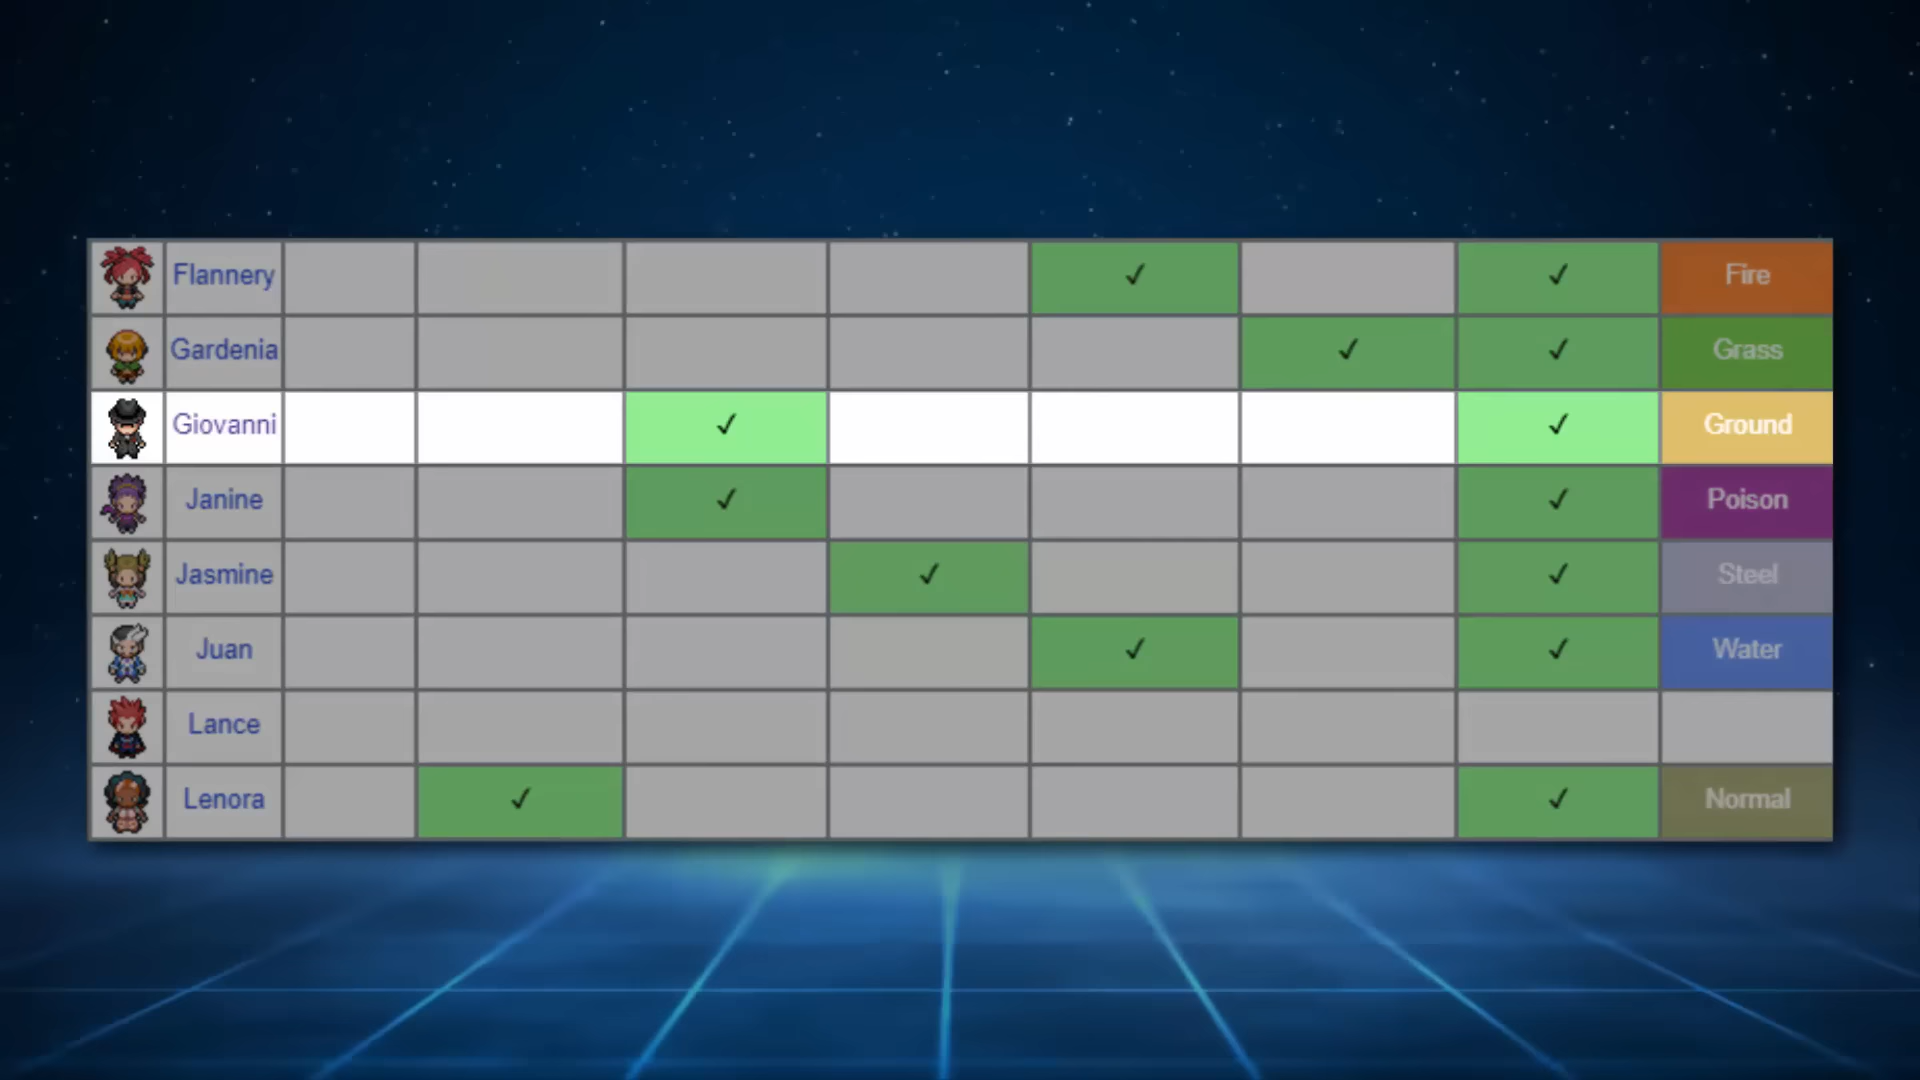 Flannery ✓ ✓ Fire
Gardenia ✓ ✓ Grass
Giovanni ✓ ✓ Ground
Janine ✓ ✓ Poison
Jasmine ✓ ✓ Steel
Juan ✓ ✓ Water
Lance
Lenora ✓ ✓ Normal